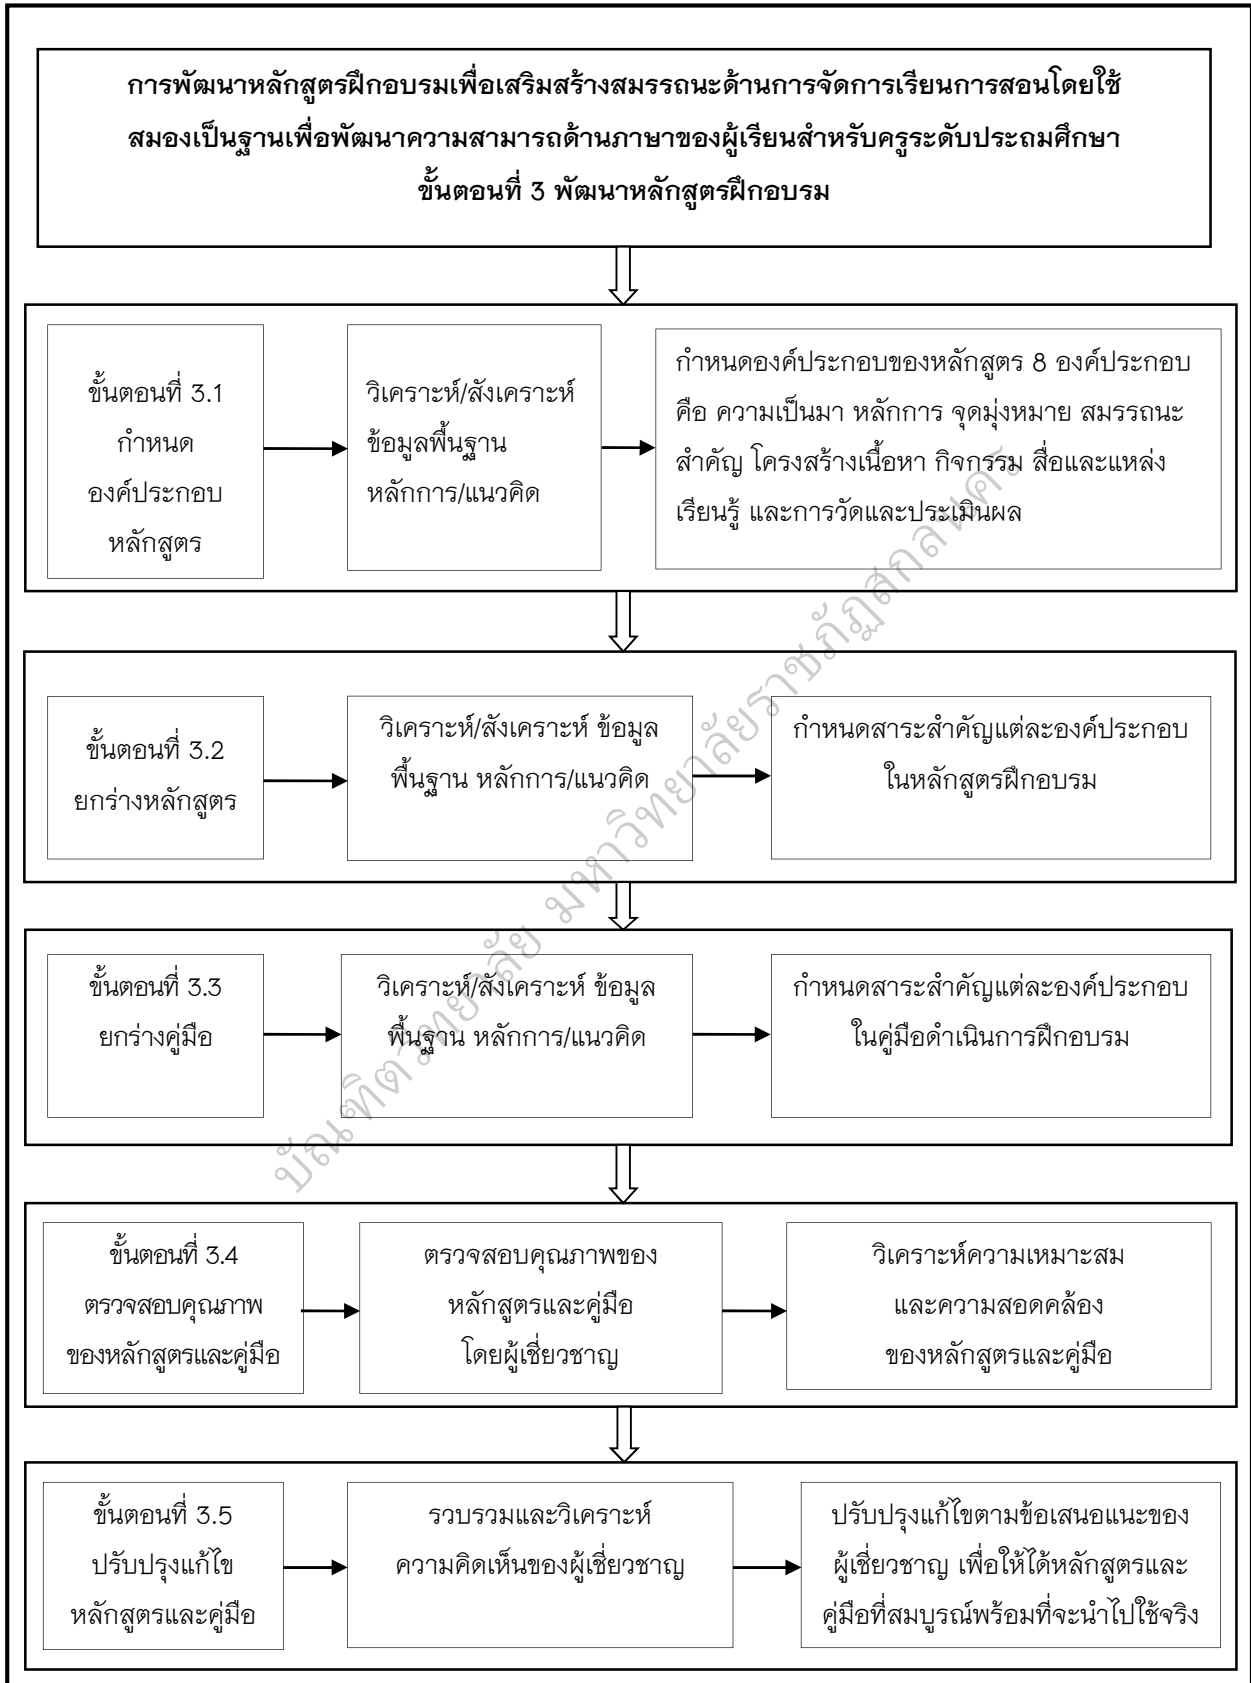 การพัฒนาหลักสูตรฝึกอบรมเพื่อเสริมสร้างสมรรถนะด้านการจัดการเรียนการสอนโดยใช้
สมองเป็นฐานเพื่อพัฒนาความสามารถด้านภาษาของผู้เรียนสำหรับครูระดับประถมศึกษา
ขั้นตอนที่ 3 พัฒนาหลักสูตรฝึกอบรม
ขั้นตอนที่ 3.1
กำหนด
องค์ประกอบ
หลักสูตร
วิเคราะห์/สังเคราะห์
ข้อมูลพื้นฐาน
หลักการ/แนวคิด
กำหนดองค์ประกอบของหลักสูตร 8 องค์ประกอบ
คือ ความเป็นมา หลักการ จุดมุ่งหมาย สมรรถนะ
สำคัญ โครงสร้างเนื้อหา กิจกรรม สื่อและแหล่ง
เรียนรู้ และการวัดและประเมินผล
ขั้นตอนที่ 3.2
ยกร่างหลักสูตร
วิเคราะห์/สังเคราะห์ ข้อมูล
พื้นฐาน หลักการ/แนวคิด
กำหนดสาระสำคัญแต่ละองค์ประกอบ
ในหลักสูตรฝึกอบรม
ขั้นตอนที่ 3.3
ยกร่างคู่มือ
วิเคราะห์/สังเคราะห์ ข้อมูล
พื้นฐาน หลักการ/แนวคิด
กำหนดสาระสำคัญแต่ละองค์ประกอบ
ในคู่มือดำเนินการฝึกอบรม
ขั้นตอนที่ 3.4
ตรวจสอบคุณภาพ
ของหลักสูตรและคู่มือ
ตรวจสอบคุณภาพของ
หลักสูตรและคู่มือ
โดยผู้เชี่ยวชาญ
วิเคราะห์ความเหมาะสม
และความสอดคล้อง
ของหลักสูตรและคู่มือ
ขั้นตอนที่ 3.5
ปรับปรุงแก้ไข
หลักสูตรและคู่มือ
รวบรวมและวิเคราะห์
ความคิดเห็นของผู้เชี่ยวชาญ
ปรับปรุงแก้ไขตามข้อเสนอแนะของ
ผู้เชี่ยวชาญ เพื่อให้ได้หลักสูตรและ
คู่มือที่สมบูรณ์พร้อมที่จะนำไปใช้จริง
บัณฑิตวิทยาลัย มหาวิทยาลัยราชภัฏสกลนคร